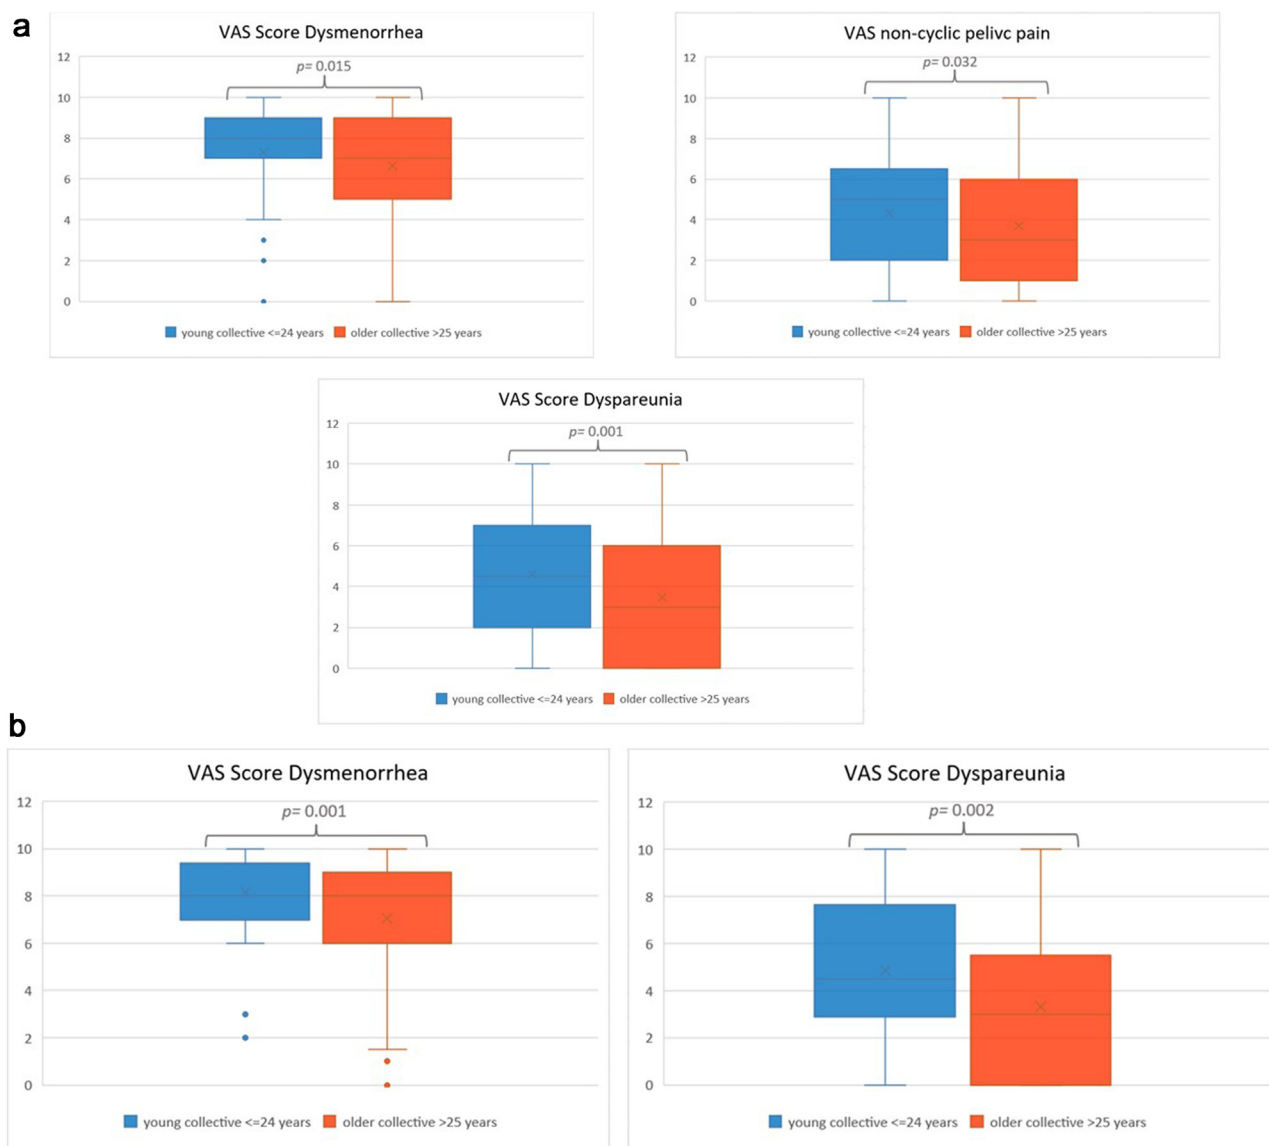 a
VAS Score Dysmenorrhea
p= 0.015
12
10
8
6
4
2
0
young collective <=24 years older collective >25 years
VAS non-cyclic pelivc pain
p= 0.032
12
10
8
6
4
2
0
young collective <=24 years older collective >25 years
VAS Score Dyspareunia
p= 0.001
12
10
8
6
4
2
0
young collective <=24 years older collective >25 years
b
VAS Score Dysmenorrhea
p= 0.001
12
10
8
6
4
2
0
young collective <=24 years older collective >25 years
VAS Score Dyspareunia
p= 0.002
12
10
8
6
4
2
0
young collective <=24 years older collective >25 years